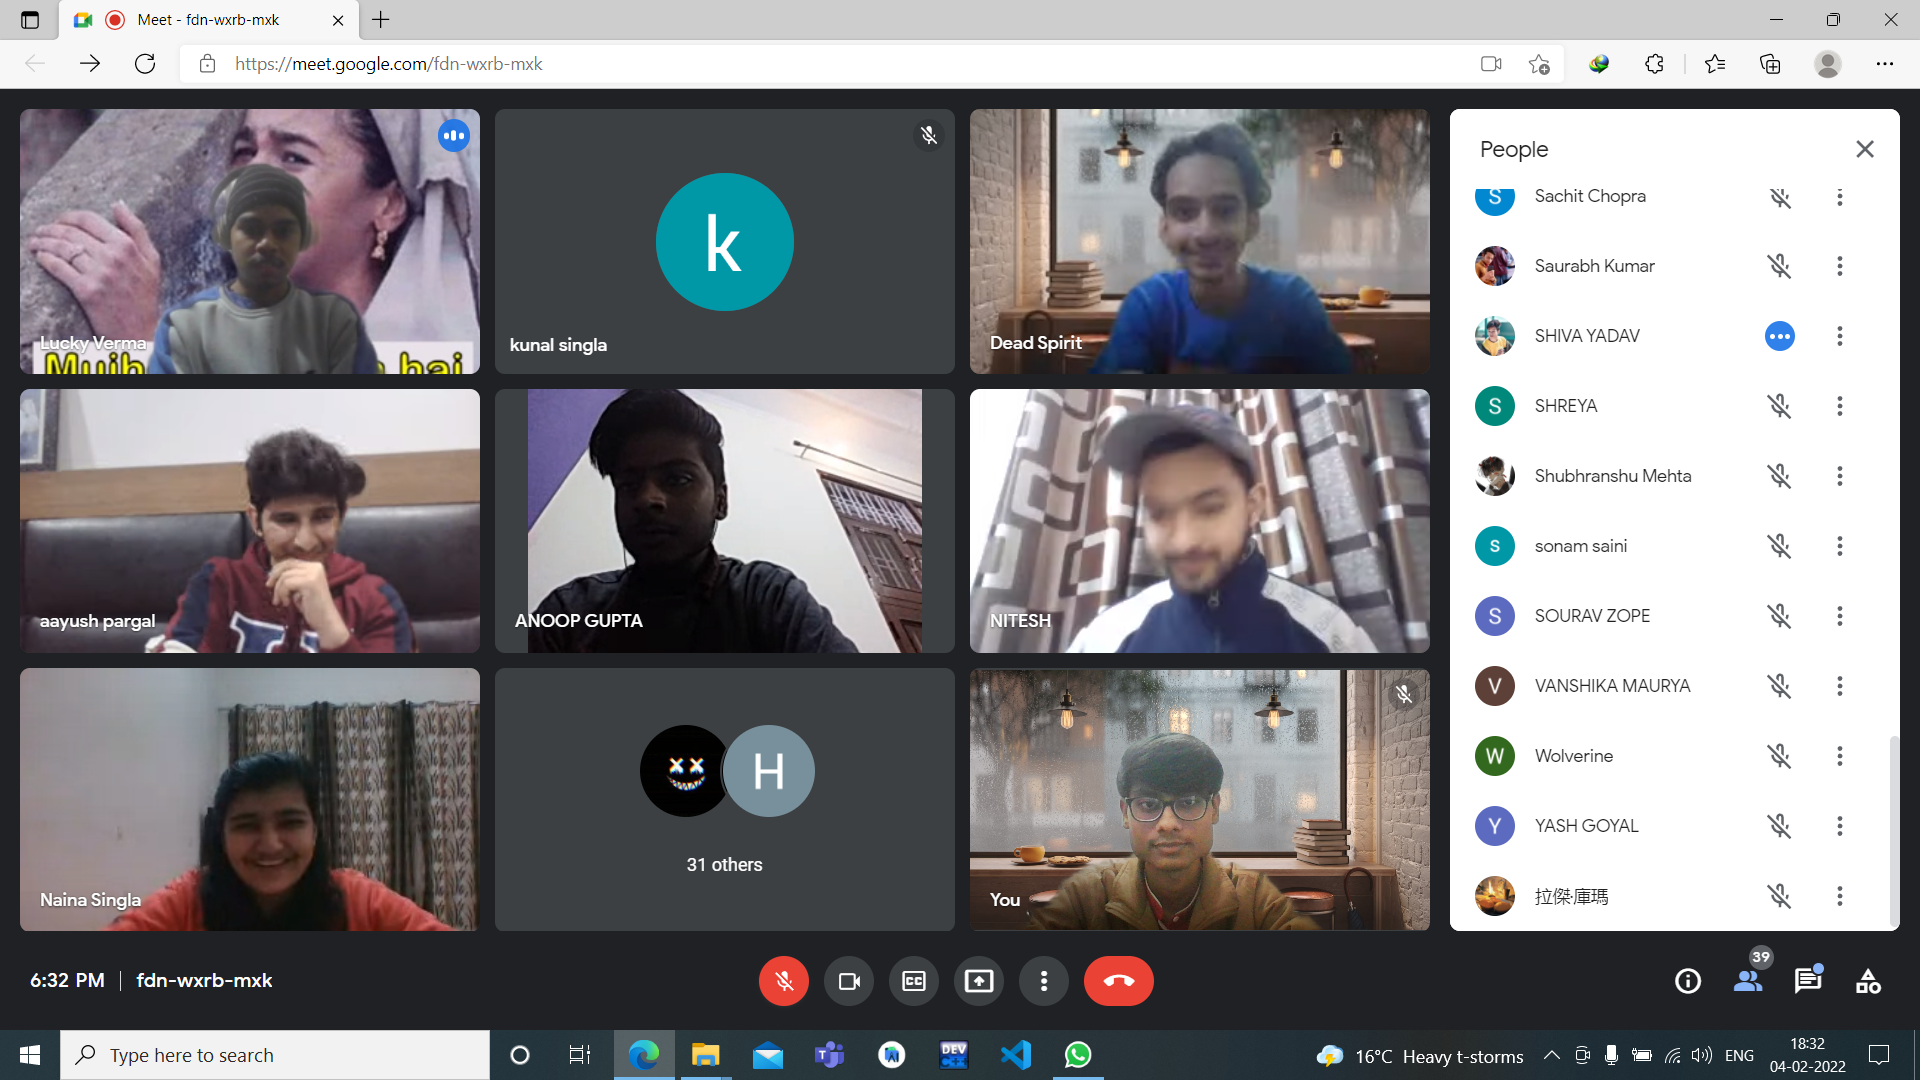 Meet - fdn-wxrb-mxk
https://meet.google.com/fdn-wxrb-mxk
Lucky Verma
Mujh
hai
k
kunal singla
Dead Spirit
aayush pargal
ANOOP GUPTA
NITESH
Naina Singla
H
31 others
You
People
S Sachit Chopra
Saurabh Kumar
SHIVA YADAV
S SHREYA
Shubhranshu Mehta
s sonam saini
S SOURAV ZOPE
V VANSHIKA MAURYA
W Wolverine
Y YASH GOYAL
拉傑·庫瑪
6:32 PM | fdn-wxrb-mxk
CC
39
Type here to search
T
DEV C++
16°C Heavy t-storms
ENG
18:32
04-02-2022